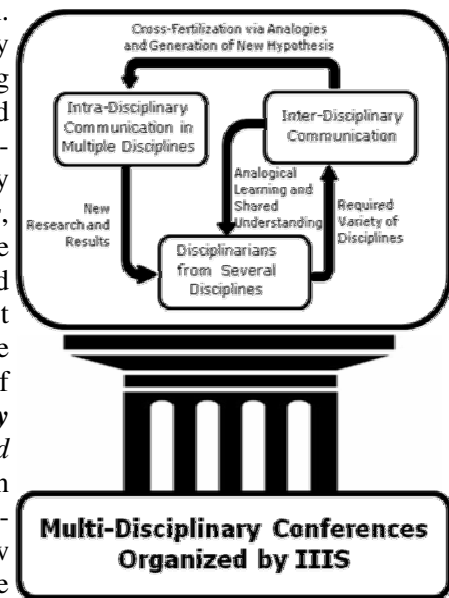 Cross-Fertilization via Analogies
and Generation of New Hypothesis
Intra-Disciplinary
Communication in
Multiple Disciplines
Inter-Disciplinary
Communication
New
Research and
Results
Analogical
Learning and
Shared
Understanding
Required
Variety of
Disciplines
Disciplinarians
from Several
Disciplines
Multi-Disciplinary Conferences
Organized by IIIS